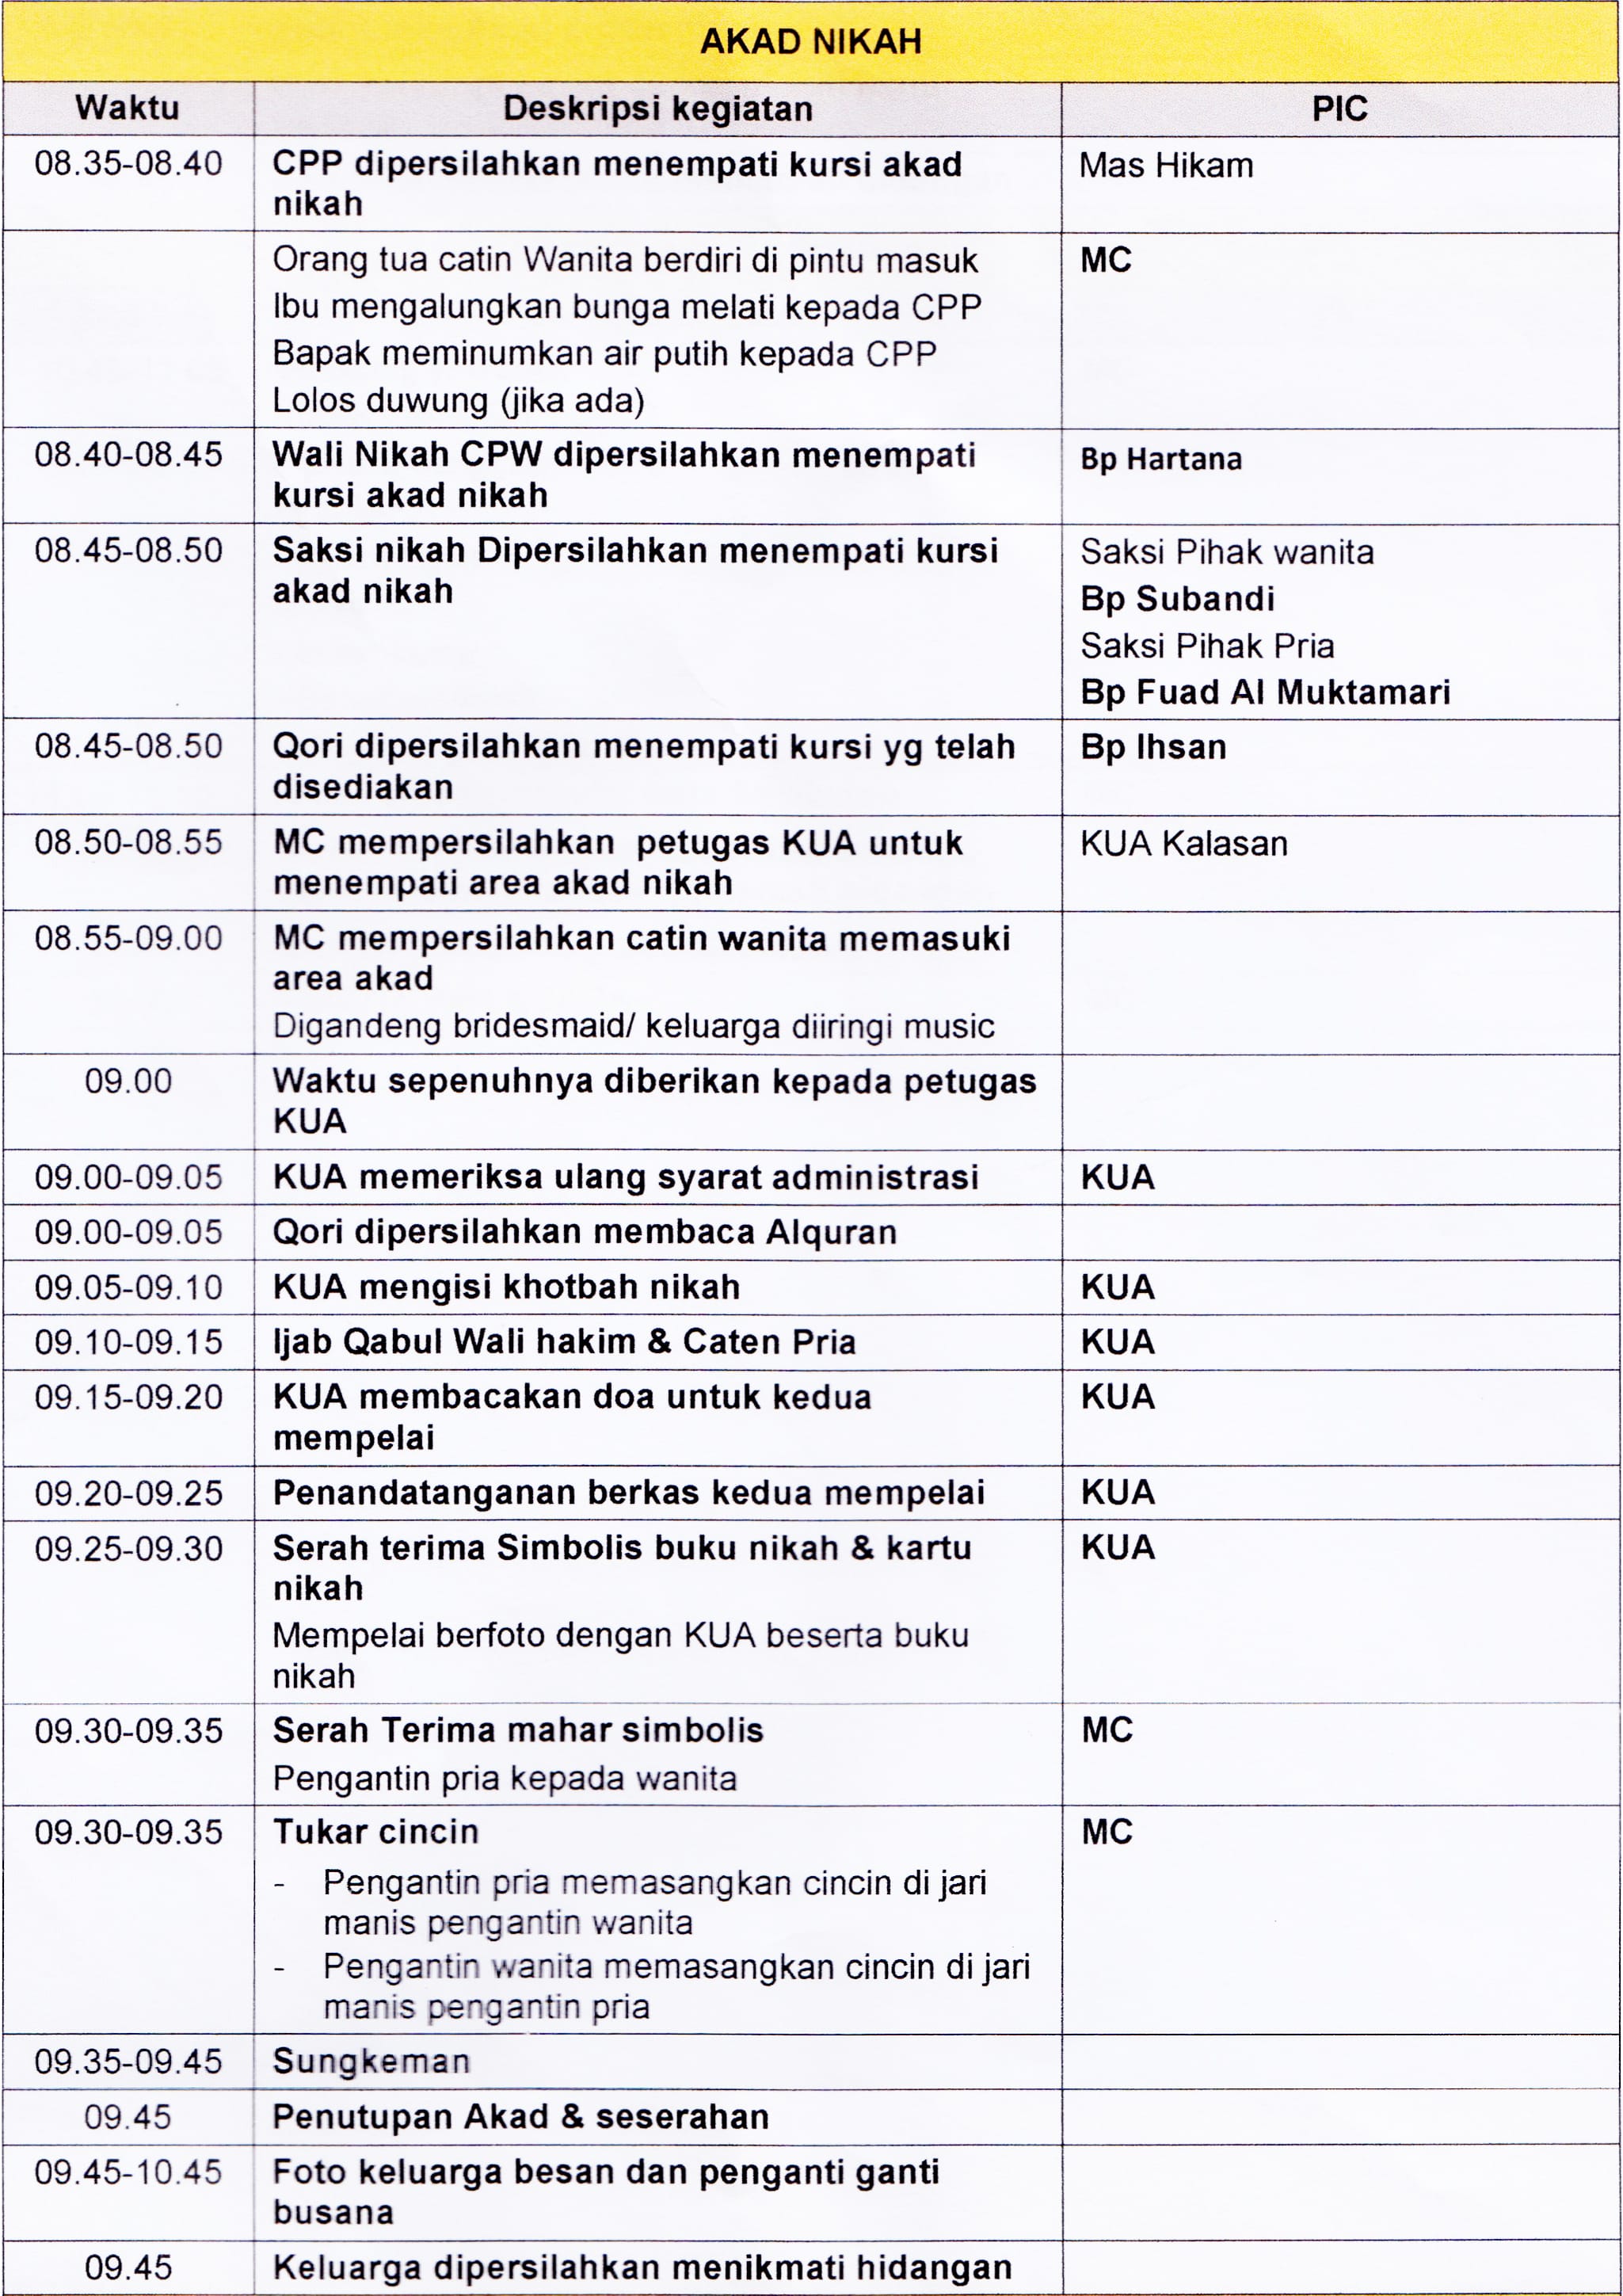 AKAD NIKAH
Waktu Deskripsi kegiatan PIC
08.35-08.40 CPP dipersilahkan menempati kursi akad Mas Hikam
nikah
Orang tua catin Wanita berdiri di pintu masuk MC
Ibu mengalungkan bunga melati kepada CPP
Bapak meminumkan air putih kepada CPP
Lolos duwung (jika ada)
08.40-08.45 Wali Nikah CPW dipersilahkan menempati Bp Hartana
kursi akad nikah
08.45-08.50 Saksi nikah Dipersilahkan menempati kursi Saksi Pihak wanita
akad nikah Bp Subandi
Saksi Pihak Pria
Bp Fuad Al Muktamari
08.45-08.50 Qori dipersilahkan menempati kursi yg telah Bp Ihsan
disediakan
08.50-08.55 MC mempersilahkan petugas KUA untuk KUA Kalasan
menempati area akad nikah
08.55-09.00 MC mempersilahkan catin wanita memasuki
area akad
Digandeng bridesmaid/ keluarga diiringi music
09.00 Waktu sepenuhnya diberikan kepada petugas
KUA
09.00-09.05 KUA memeriksa ulang syarat administrasi KUA
09.00-09.05 Qori dipersilahkan membaca Alquran
09.05-09.10 KUA mengisi khotbah nikah KUA
09.10-09.15 Ijab Qabul Wali hakim & Caten Pria KUA
09.15-09.20 KUA membacakan doa untuk kedua KUA
mempelai
09.20-09.25 Penandatanganan berkas kedua mempelai KUA
09.25-09.30 Serah terima Simbolis buku nikah & kartu KUA
nikah
Mempelai berfoto dengan KUA beserta buku
nikah
09.30-09.35 Serah Terima mahar simbolis MC
Pengantin pria kepada wanita
09.30-09.35 Tukar cincin MC
- Pengantin pria memasangkan cincin di jari
manis pengantin wanita
- Pengantin wanita memasangkan cincin di jari
manis pengantin pria
09.35-09.45 Sungkeman
09.45 Penutupan Akad & seserahan
09.45-10.45 Foto keluarga besan dan penganti ganti
busana
09.45 Keluarga dipersilahkan menikmati hidangan